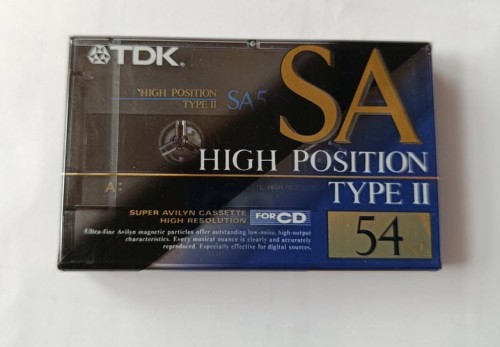 TDK
SA
HIGH POSITION
TYPE II
SA
HIGH POSITION
TYPE II
A:
SUPER AVILYN CASSETTE
HIGH RESOLUTION
FOR CD
54
Ultra-fine Avilyn magnetic particles offer outstanding low-noise, high-output
characteristics. Every musical nuance is clearly and accurately
reproduced. Especially effective for digital sources.